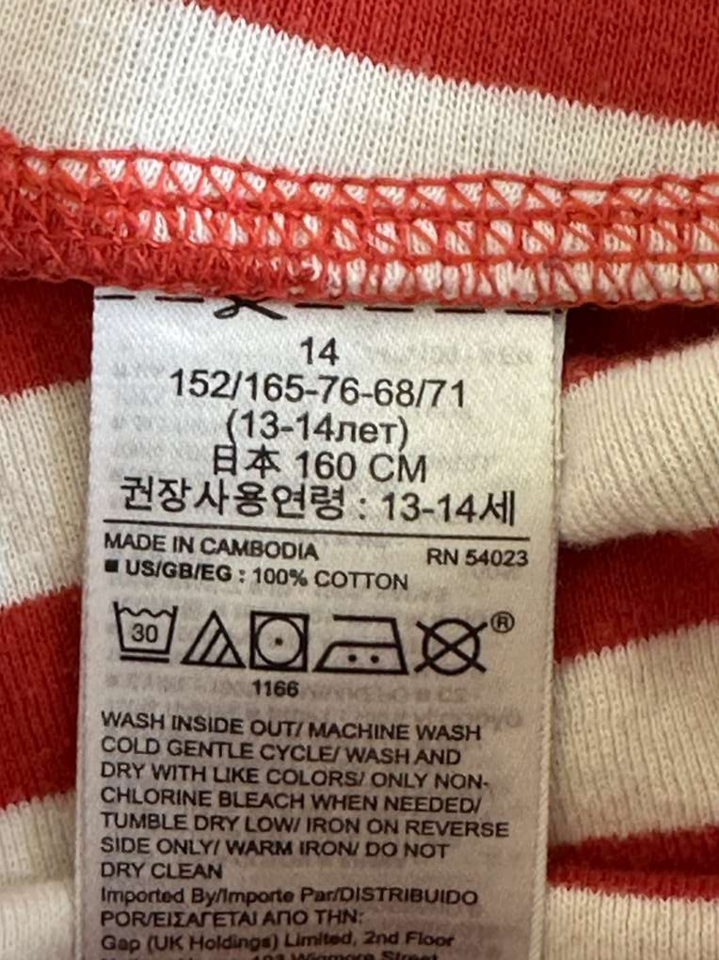 14
152/165-76-68/71
(13-14лет)
日本 160 CM
권장사용연령 : 13-14세
MADE IN CAMBODIA RN 54023
■ US/GB/EG : 100% COTTON
30 ®
1166
WASH INSIDE OUT/ MACHINE WASH
COLD GENTLE CYCLE/ WASH AND
DRY WITH LIKE COLORS/ ONLY NON-
CHLORINE BLEACH WHEN NEEDED/
TUMBLE DRY LOW/ IRON ON REVERSE
SIDE ONLY/ WARM IRON/ DO NOT
DRY CLEAN
Imported By/Importe Par/DISTRIBUIDO
POR/ΕΙΣΑΓΕΤΑΙ ΑΠΟ ΤΗΝ:
Gap (UK Holdings) Limited, 2nd Floor
Wigmore Street